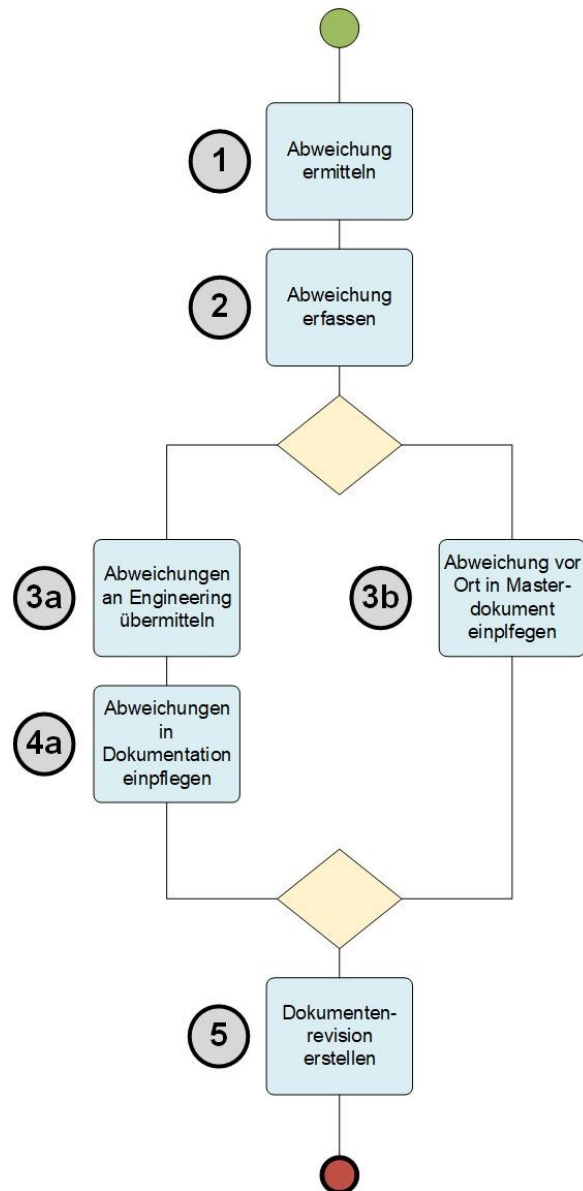 1
Abweichung
ermitteln
2
Abweichung
erfassen
3a
Abweichungen
an Engineering
übermitteln
3b
Abweichung vor
Ort in Master-
dokument
einplfegen
4a
Abweichungen
in
Dokumentation
einpflegen
5
Dokumenten-
revision
erstellen